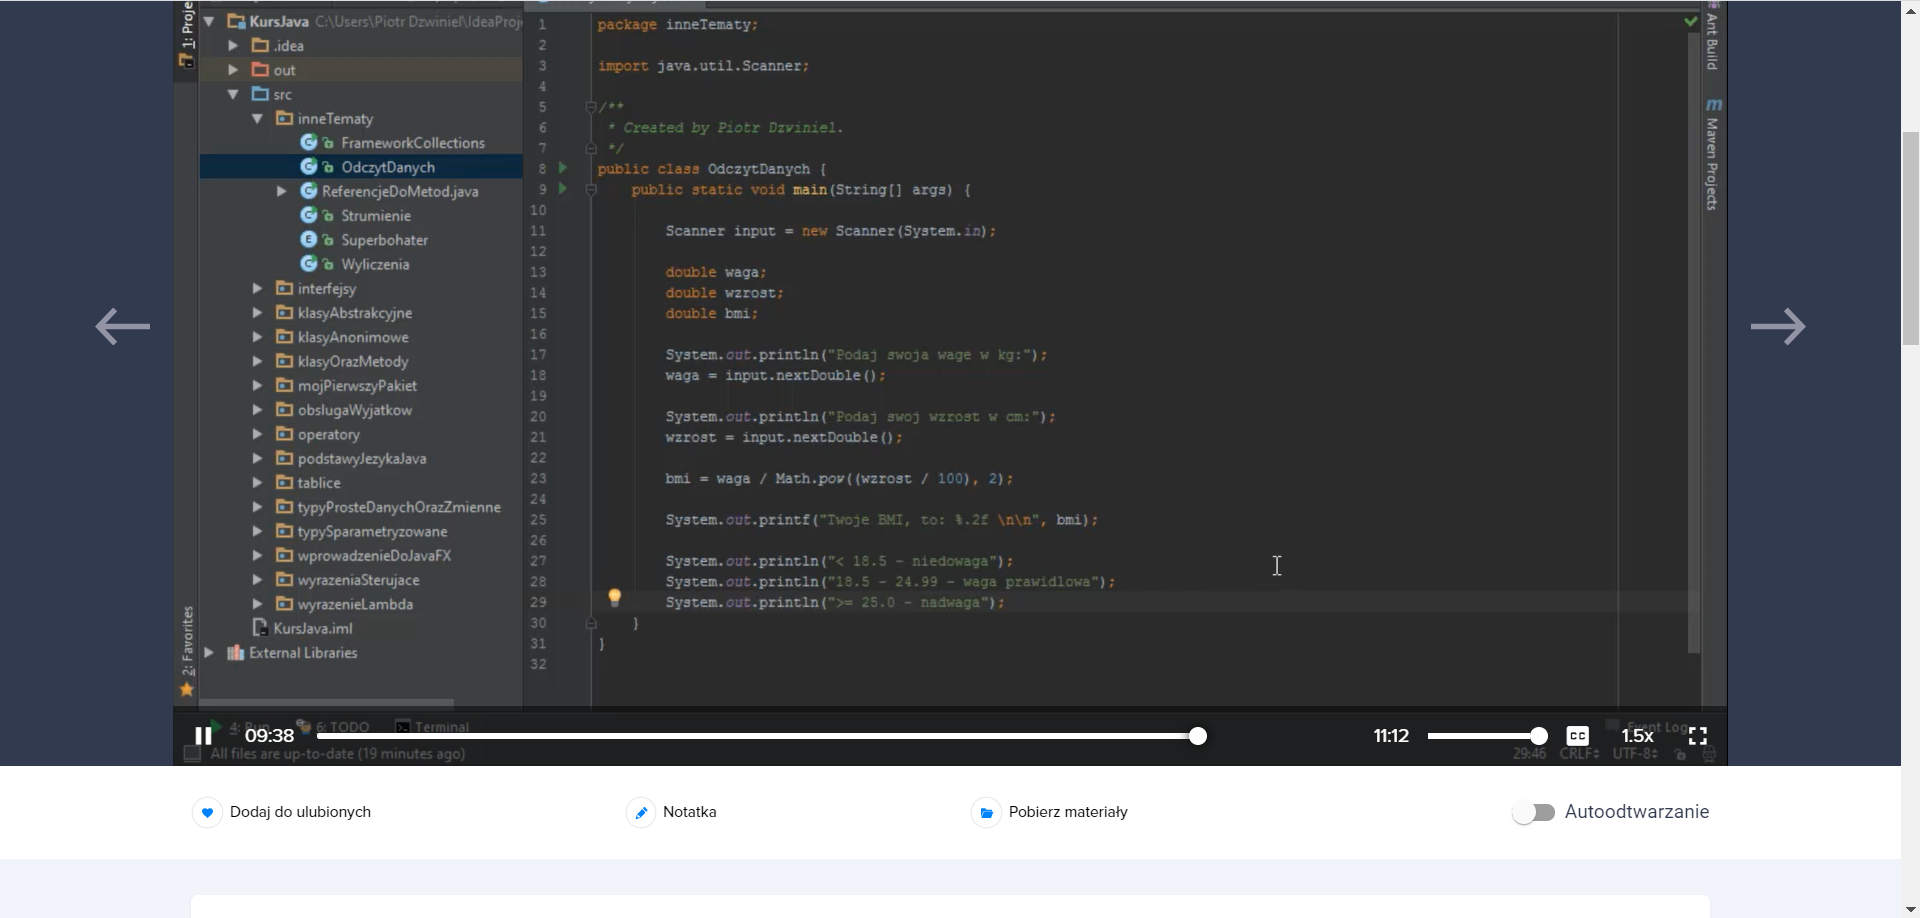 1: Proje
KursJava C:\Users\Piotr Dzwiniel\IdeaProj
.idea
out
src
inneTematy
FrameworkCollections
OdczytDanych
ReferencjeDoMetod.java
Strumienie
Superbohater
Wyliczenia
interfejsy
klasyAbstrakcyjne
klasyAnonimowe
klasyOrazMetody
mojPierwszyPakiet
obslugaWyjatkow
operatory
podstawyJezykaJava
tablice
typyProsteDanychOrazZmienne
typySparametryzowane
wprowadzenieDoJavaFX
wyrazeniaSterujace
wyrazenieLambda
KursJava.iml
External Libraries
2: Favorites
1 package inneTematy;
2
3 import java.util.Scanner;
4
5 /**
6 * Created by Piotr Dzwiniel.
7 */
8 public class OdczytDanych {
9 public static void main(String[] args) {
10
11 Scanner input = new Scanner(System.in);
12
13 double waga;
14 double wzrost;
15 double bmi;
16
17 System.out.println("Podaj swoja wage w kg:");
18 waga = input.nextDouble();
19
20 System.out.println("Podaj swoj wzrost w cm:");
21 wzrost = input.nextDouble();
22
23 bmi = waga / Math.pow((wzrost / 100), 2);
24
25 System.out.printf("Twoje BMI, to: %.2f \n\n", bmi);
26
27 System.out.println("< 18.5 - niedowaga");
28 System.out.println("18.5 - 24.99 - waga prawidlowa");
29 System.out.println(">= 25.0 - nadwaga");
30 }
31 }
32
Ant Build
m Maven Projects
4: Run 6: TODO Terminal Event Log
09:38 11:12 CC 1.5x
All files are up-to-date (19 minutes ago) 29:46 CRLF UTF-8
Dodaj do ulubionych Notatka Pobierz materiały Autoodtwarzanie